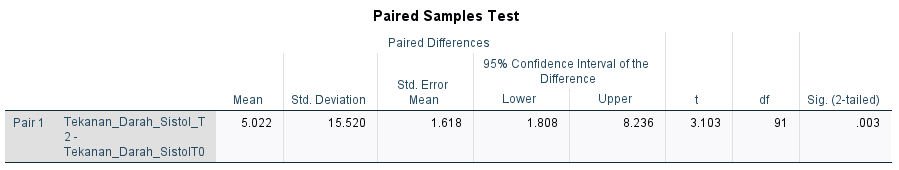 Paired Samples Test
Paired Differences
95% Confidence Interval of the
Difference
Mean Std. Deviation Std. Error
Mean Lower Upper t df Sig. (2-tailed)
Pair 1 Tekanan_Darah_Sistol_T
2 -
Tekanan_Darah_SistolT0 5.022 15.520 1.618 1.808 8.236 3.103 91 .003